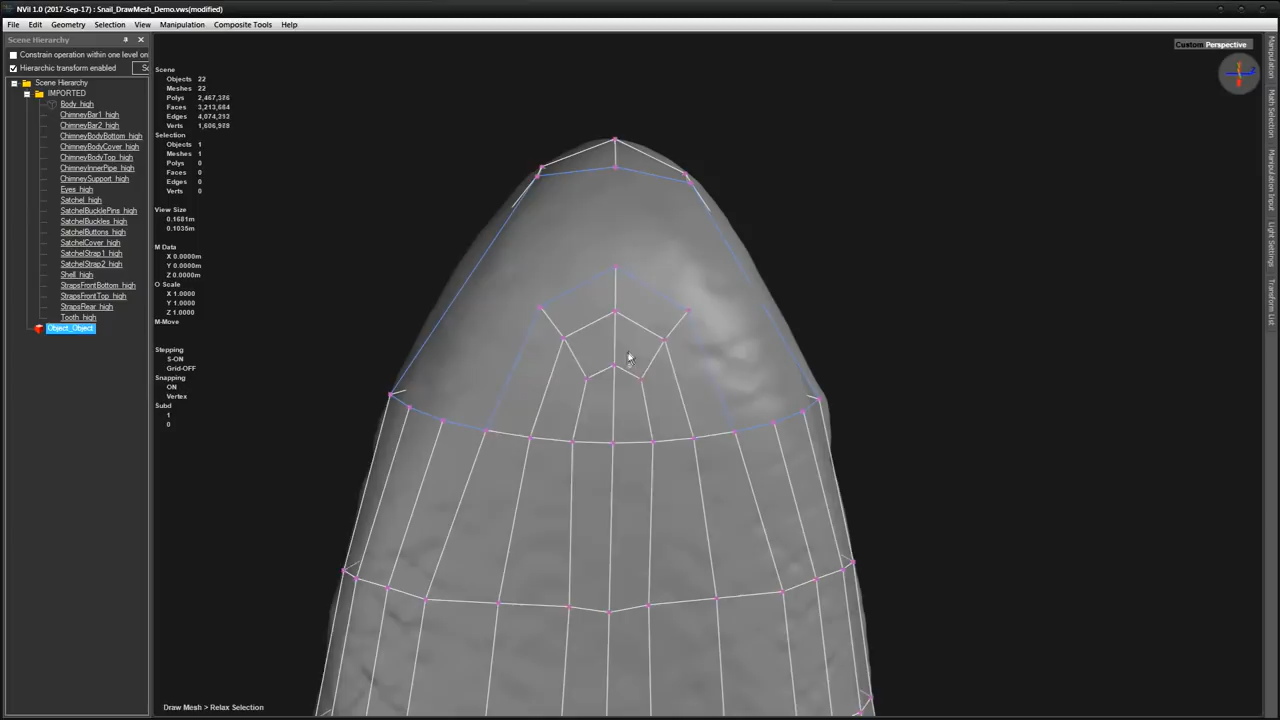 NVil 1.0 (2017-Sep-17) : Snail_DrawMesh_Demo.vws(modified)
File Edit Geometry Selection View Manipulation Composite Tools Help
Scene Hierarchy
Constrain operation within one level on
Hierarchic transform enabled
Scene Hierarchy
IMPORTED
Body_high
ChimneyBar1_high
ChimneyBar2_high
ChimneyBodyBottom_high
ChimneyBodyCover_high
ChimneyBodyTop_high
ChimneyInnerPipe_high
ChimneySupport_high
Eyes_high
Satchel_high
SatchelBucklePins_high
SatchelBuckles_high
SatchelButtons_high
SatchelCover_high
SatchelStrap1_high
SatchelStrap2_high
Shell_high
StrapsFrontBottom_high
StrapsFrontTop_high
StrapsRear_high
Tooth_high
Object_Object
Scene
Objects 22
Meshes 22
Polys 2,467,386
Faces 3,213,664
Edges 4,074,393
Verts 1,606,988
Selection
Objects 1
Meshes 1
Polys 0
Faces 0
Edges 0
Verts 0
View Size
0.1681m
0.1035m
M Data
X 0.0000m
Y 0.0000m
Z 0.0000m
O Scale
X 1.0000
Y 1.0000
Z 1.0000
M-Move
Stepping
S-ON
Grid-OFF
Snapping
ON
Vertex
Subd
1
0
Draw Mesh > Relax Selection
Custom Perspective
Manipulation
Math Selection
Manipulation Input
Light Settings
Transform List